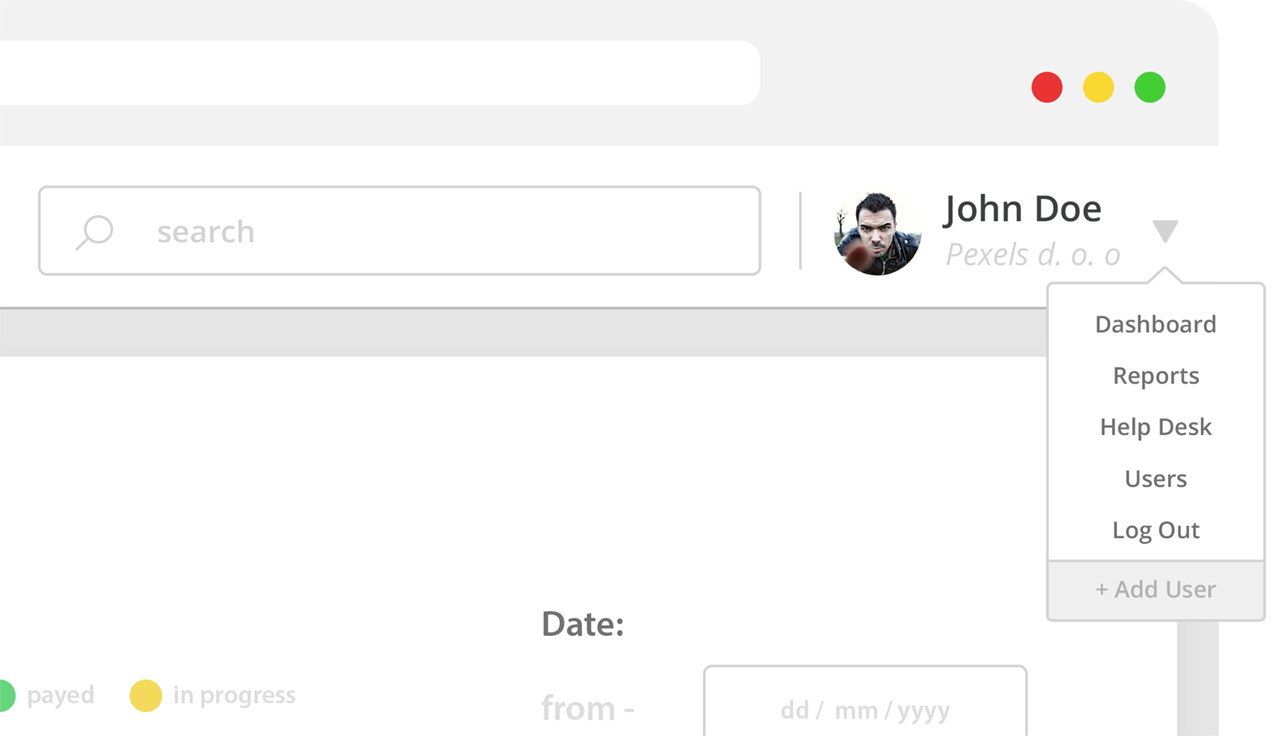 search
John Doe
Pexels d. o. o
Dashboard
Reports
Help Desk
Users
Log Out
+ Add User
Date:
payed
in progress
from -
dd / mm / yyyy